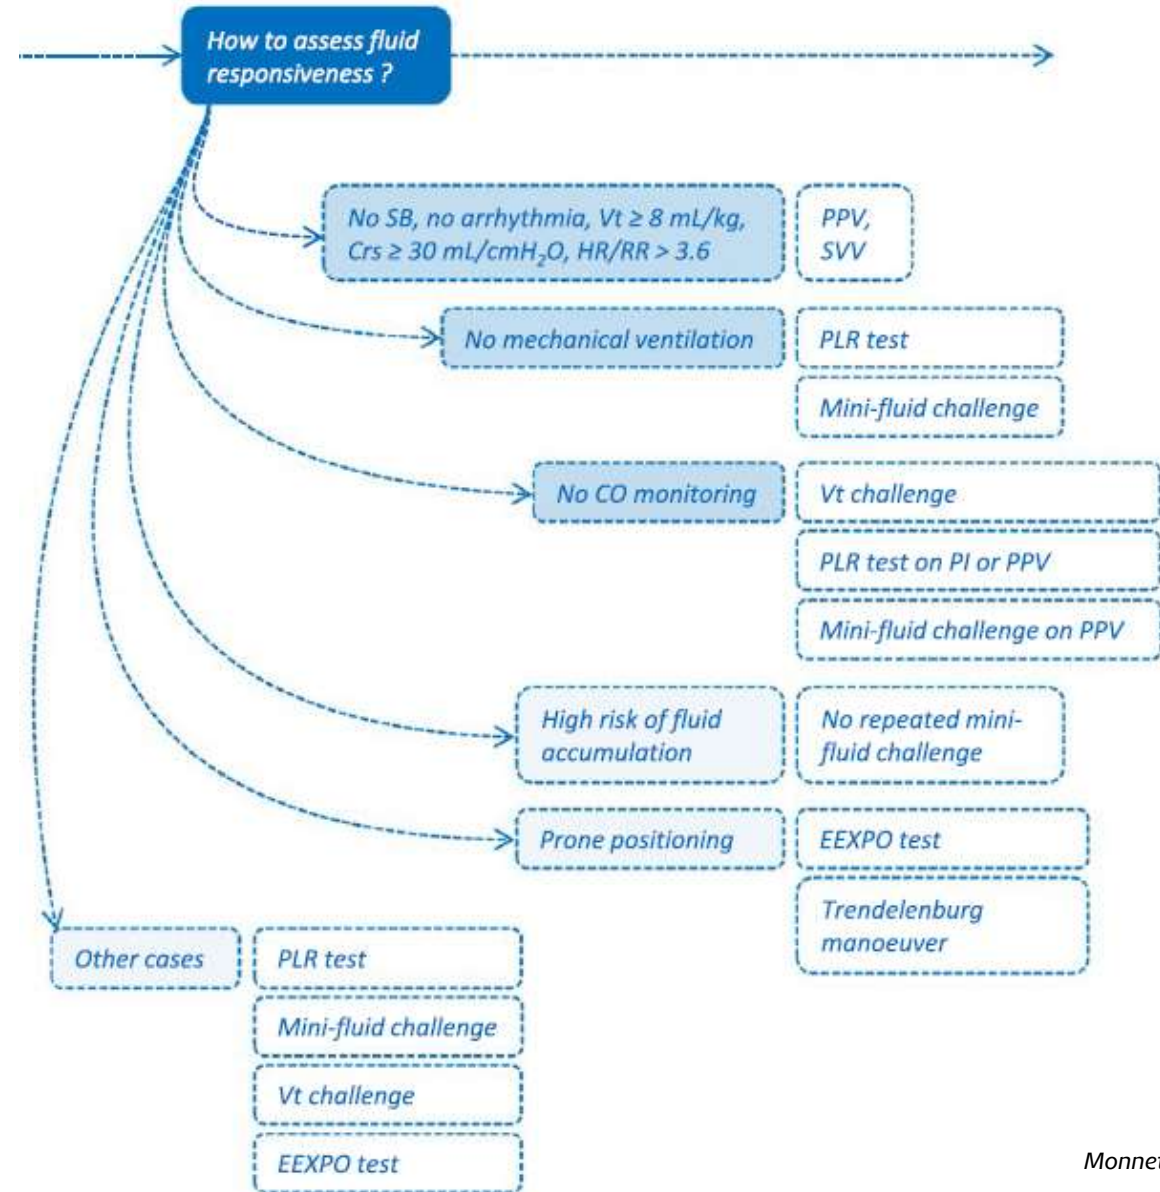 How to assess fluid
responsiveness ?
No SB, no arrhythmia, Vt ≥ 8 mL/kg,
Crs ≥ 30 mL/cmH₂O, HR/RR > 3.6
PPV,
SVV
No mechanical ventilation
PLR test
Mini-fluid challenge
No CO monitoring
Vt challenge
PLR test on PI or PPV
Mini-fluid challenge on PPV
High risk of fluid
accumulation
No repeated mini-
fluid challenge
Prone positioning
EEXPO test
Trendelenburg
manoeuver
Other cases
PLR test
Mini-fluid challenge
Vt challenge
EEXPO test
Monnet